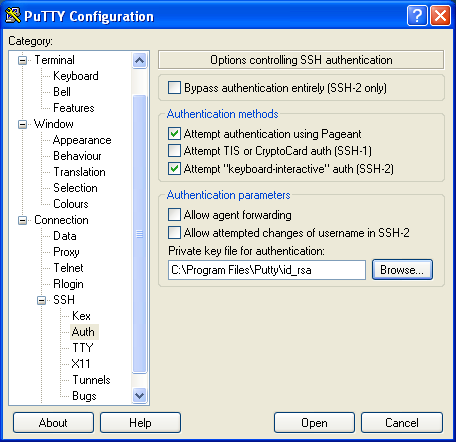 PuTTY Configuration
Category:
Terminal
Keyboard
Bell
Features
Window
Appearance
Behaviour
Translation
Selection
Colours
Connection
Data
Proxy
Telnet
Rlogin
SSH
Kex
Auth
TTY
X11
Tunnels
Bugs
Options controlling SSH authentication
Bypass authentication entirely (SSH-2 only)
Authentication methods
Attempt authentication using Pageant
Attempt TIS or CryptoCard auth (SSH-1)
Attempt "keyboard-interactive" auth (SSH-2)
Authentication parameters
Allow agent forwarding
Allow attempted changes of username in SSH-2
Private key file for authentication:
C:\Program Files\Putty\id_rsa
Browse...
About
Help
Open
Cancel